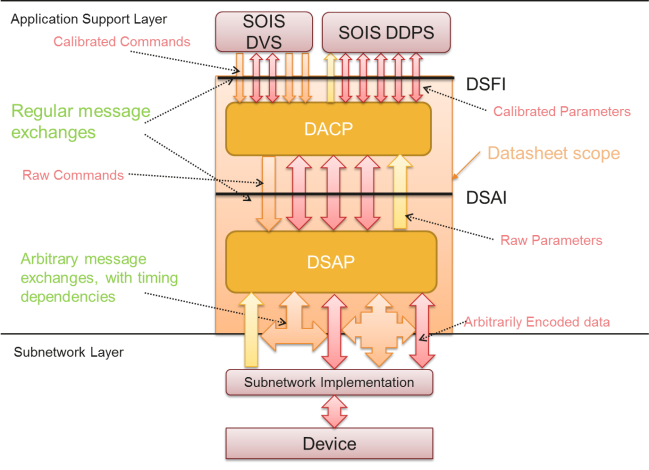 Application Support Layer
SOIS
DVS
SOIS DDPS
Calibrated Commands
DSFI
Regular message
exchanges
Calibrated Parameters
DACP
Datasheet scope
Raw Commands
DSAI
Raw Parameters
DSAP
Arbitrary message
exchanges, with timing
dependencies
Arbitrarily Encoded data
Subnetwork Layer
Subnetwork Implementation
Device